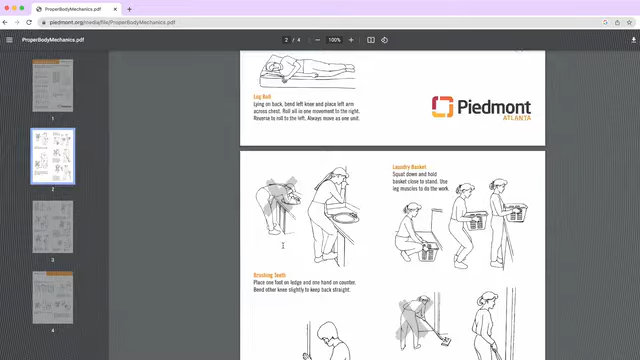 ProperBodyMechanics.pdf
piedmont.org/media/file/ProperBodyMechanics.pdf
ProperBodyMechanics.pdf
2 / 4
100%
1
2
3
4
Log Roll
Lying on back, bend left knee and place left arm
across chest. Roll all in one movement to the right.
Reverse to roll to the left. Always move as one unit.
Piedmont
ATLANTA
Laundry Basket
Squat down and hold
basket close to stand. Use
leg muscles to do the work.
Brushing Teeth
Place one foot on ledge and one hand on counter.
Bend other knee slightly to keep back straight.